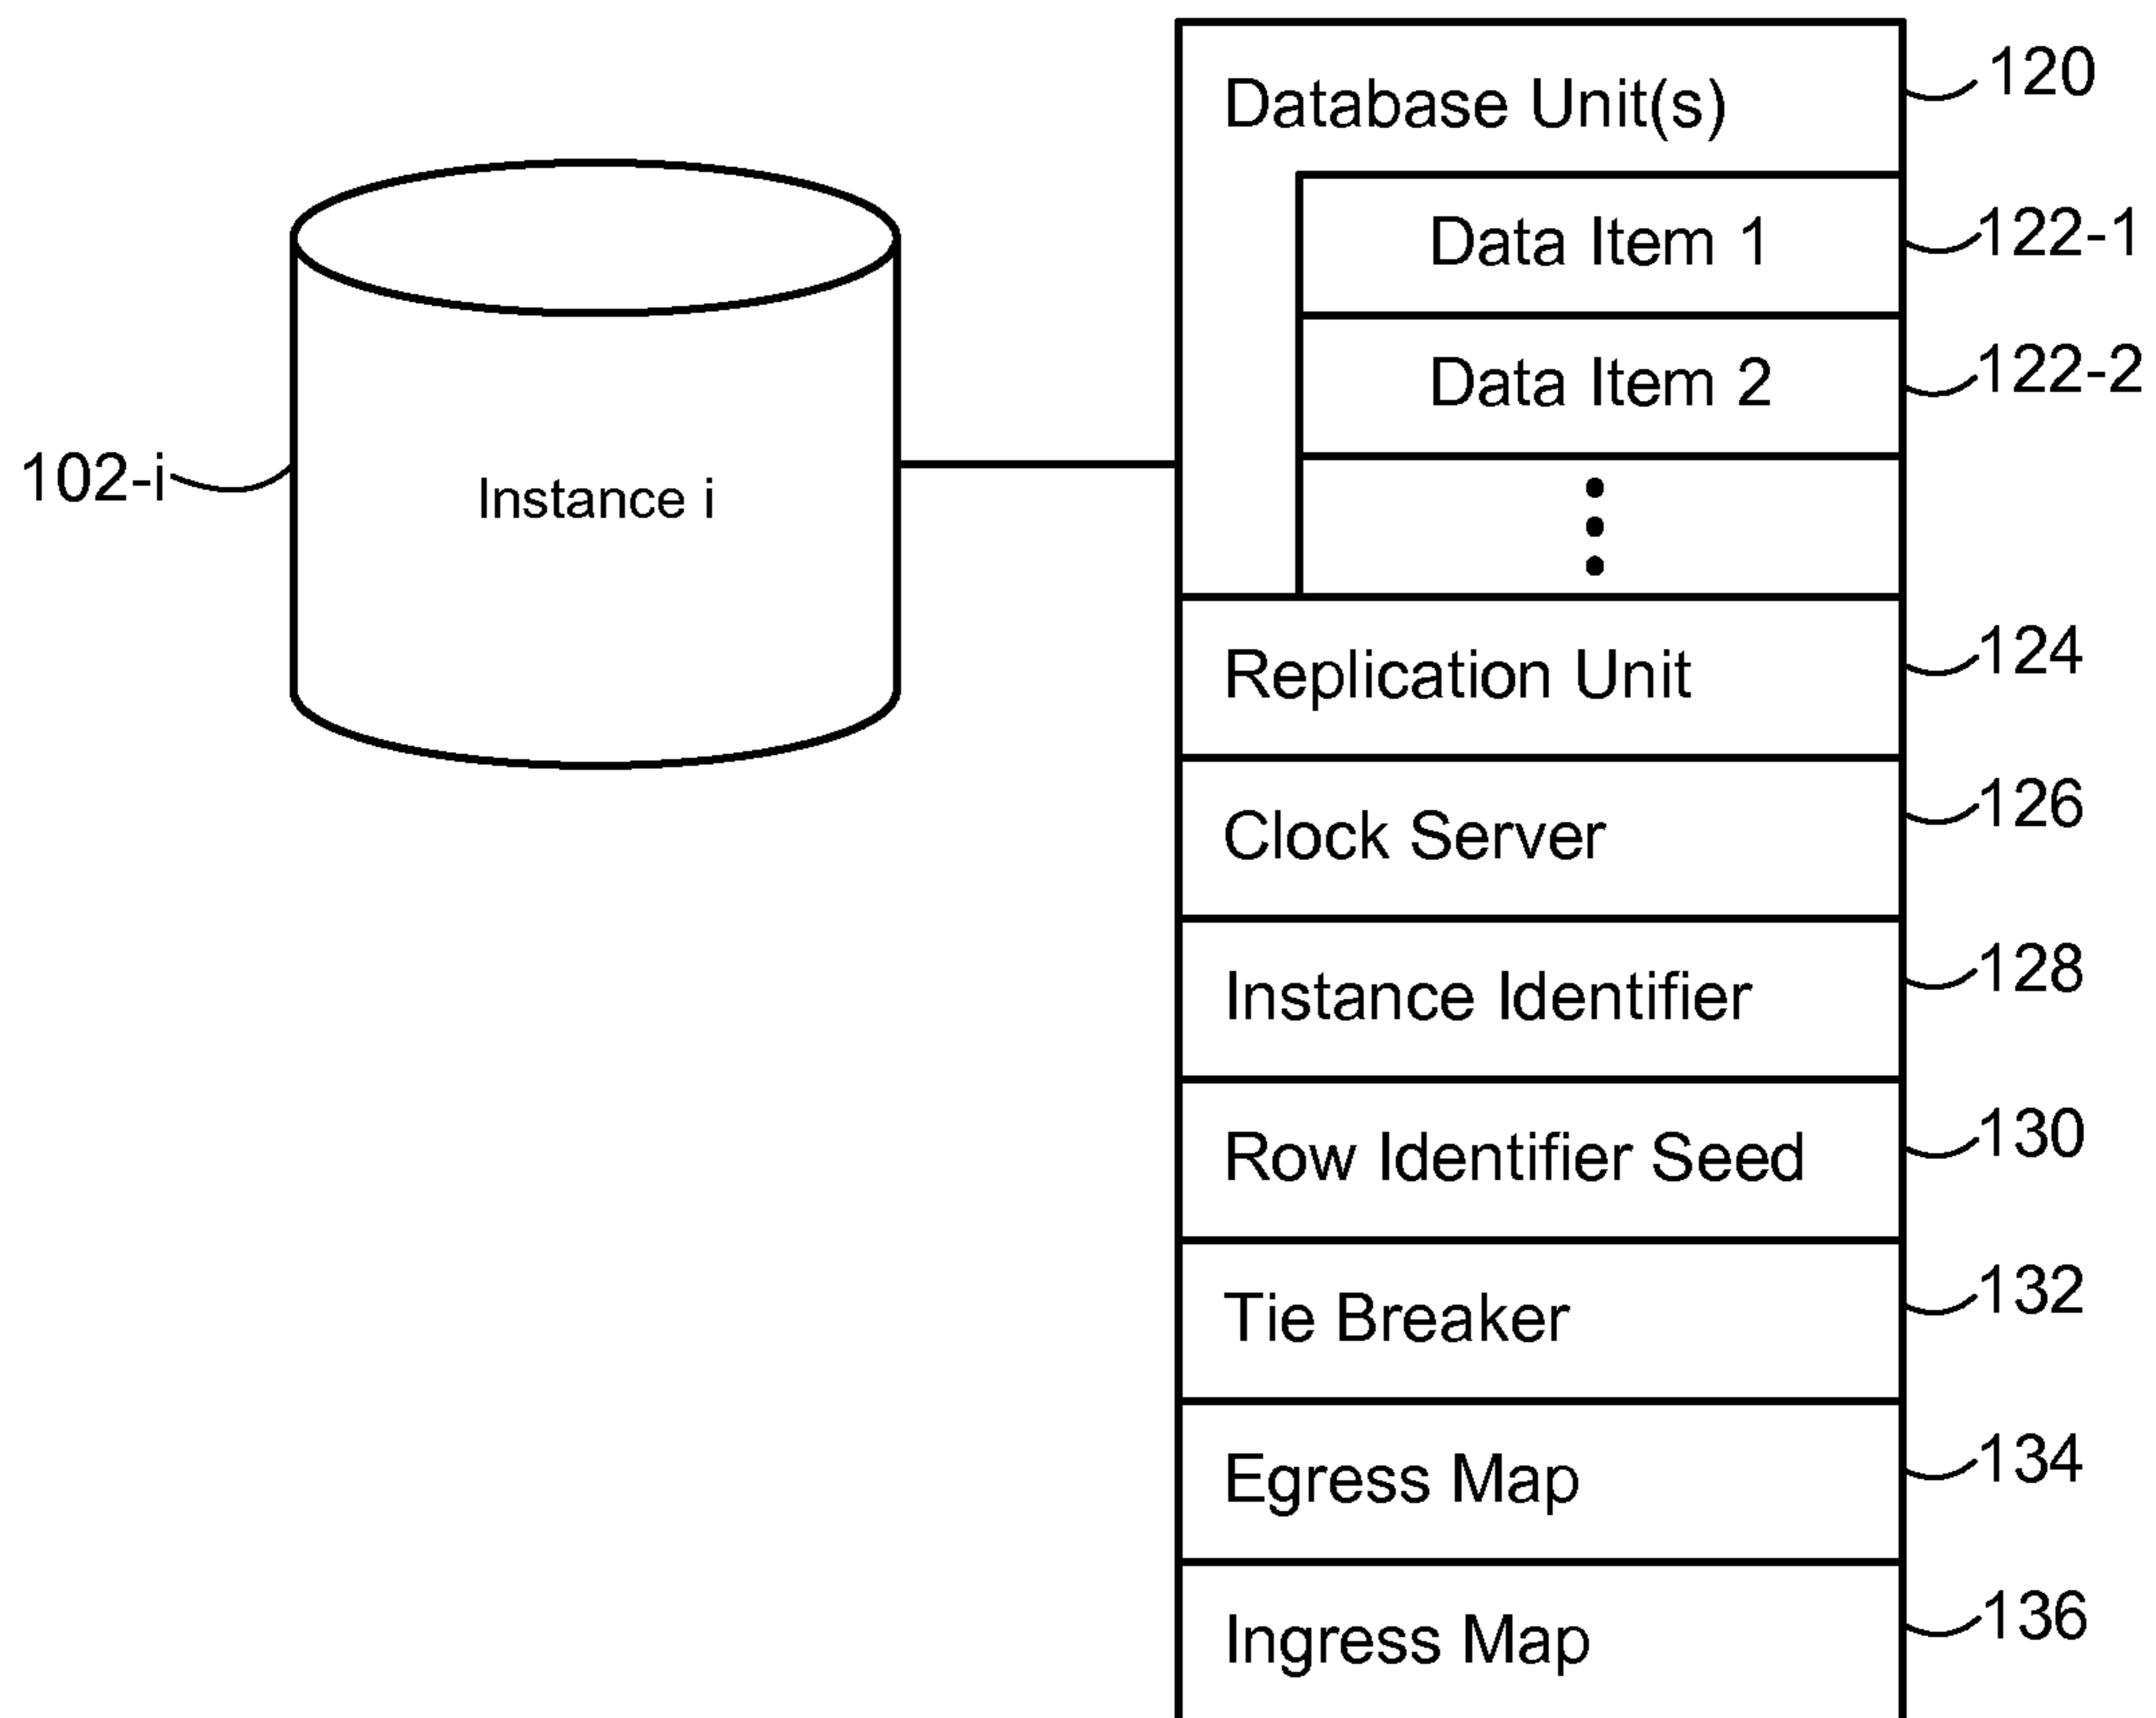 Database Unit(s)
120
Data Item 1
122-1
Data Item 2
122-2
102-i
Instance i
Replication Unit
124
Clock Server
126
Instance Identifier
128
Row Identifier Seed
130
Tie Breaker
132
Egress Map
134
Ingress Map
136